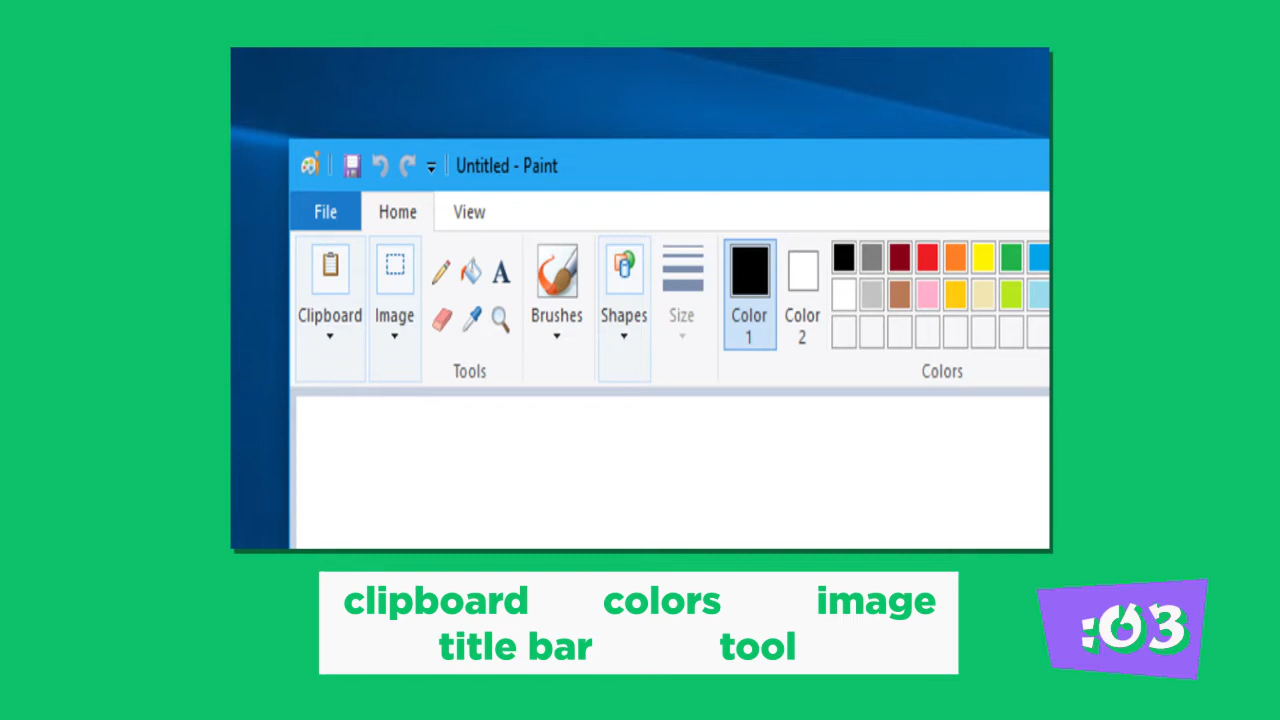 Untitled - Paint
File Home View
Clipboard Image Brushes Shapes Size Color 1 Color 2
Tools Colors
clipboard colors image
title bar tool
:03